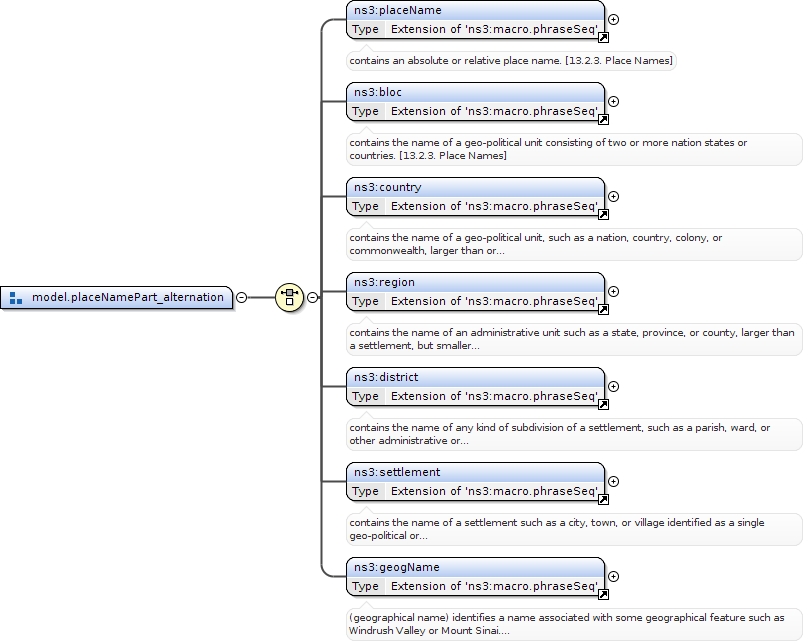 ns3:placeName
Type Extension of 'ns3:macro.phraseSeq'
contains an absolute or relative place name. [13.2.3. Place Names]
ns3:bloc
Type Extension of 'ns3:macro.phraseSeq'
contains the name of a geo-political unit consisting of two or more nation states or
countries. [13.2.3. Place Names]
ns3:country
Type Extension of 'ns3:macro.phraseSeq'
contains the name of a geo-political unit, such as a nation, country, colony, or
commonwealth, larger than or...
model.placeNamePart_alternation
ns3:region
Type Extension of 'ns3:macro.phraseSeq'
contains the name of an administrative unit such as a state, province, or county, larger than
a settlement, but smaller...
ns3:district
Type Extension of 'ns3:macro.phraseSeq'
contains the name of any kind of subdivision of a settlement, such as a parish, ward, or
other administrative or...
ns3:settlement
Type Extension of 'ns3:macro.phraseSeq'
contains the name of a settlement such as a city, town, or village identified as a single
geo-political or...
ns3:geogName
Type Extension of 'ns3:macro.phraseSeq'
(geographical name) identifies a name associated with some geographical feature such as
Windrush Valley or Mount Sinai....